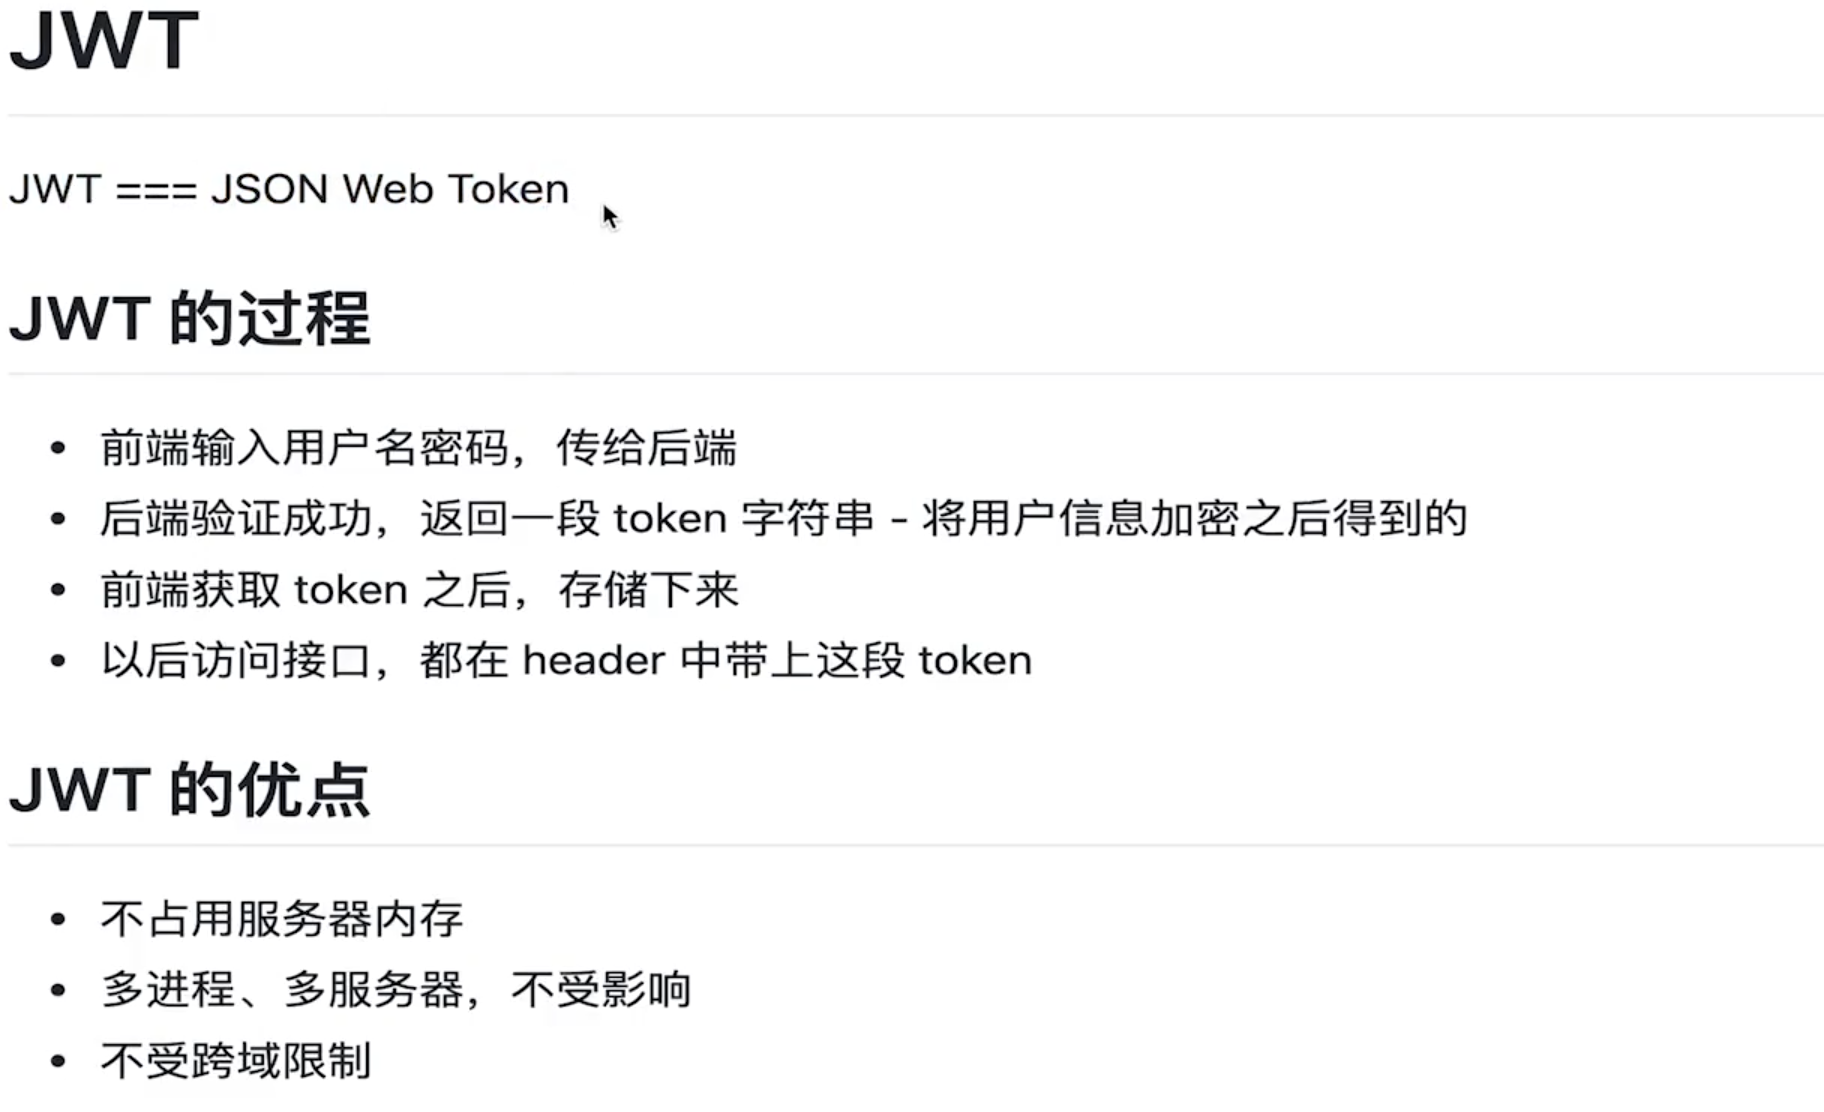 JWT
JWT === JSON Web Token
JWT 的过程
前端输入用户名密码，传给后端
后端验证成功，返回一段 token 字符串 - 将用户信息加密之后得到的
前端获取 token 之后，存储下来
以后访问接口，都在 header 中带上这段 token
JWT 的优点
不占用服务器内存
多进程、多服务器，不受影响
不受跨域限制